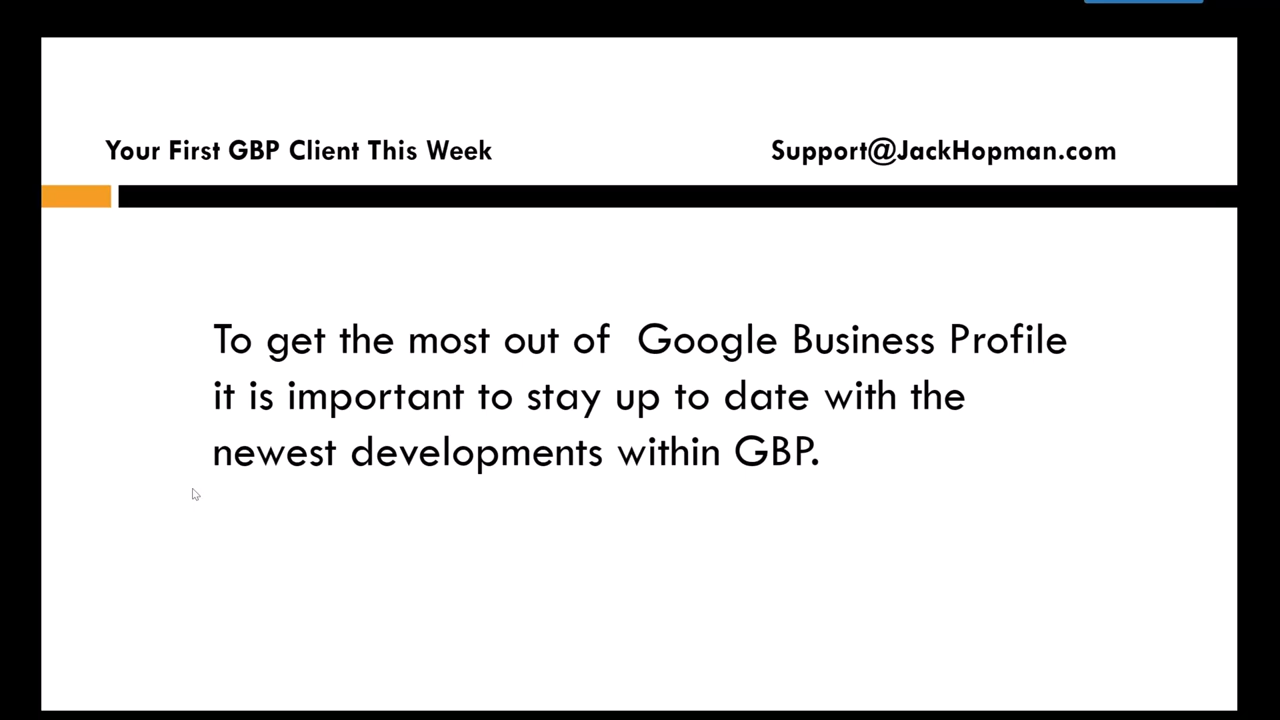 Your First GBP Client This Week
Support@JackHopman.com
To get the most out of  Google Business Profile
it is important to stay up to date with the
newest developments within GBP.